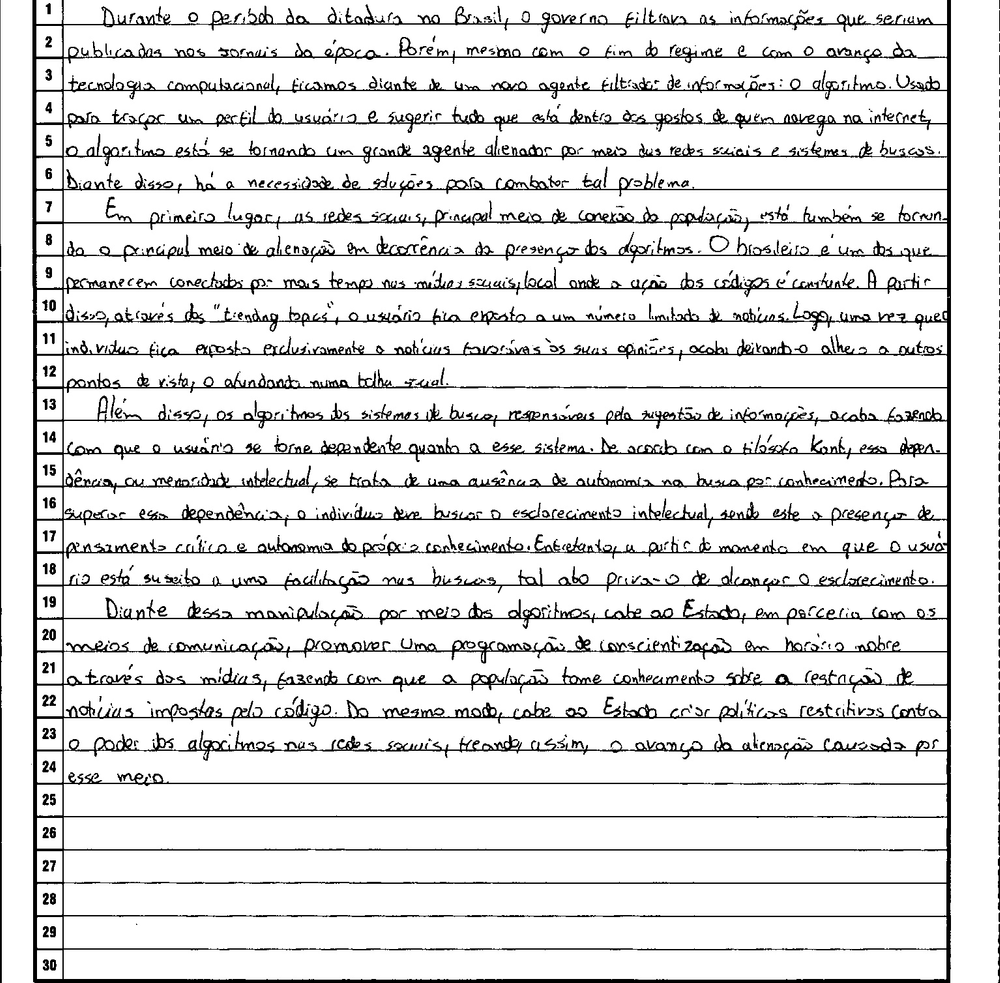 1 Durante o período da ditadura no Brasil, o governo filtrava as informações que seriam
2 publicadas nos jornais da época. Porém, mesmo com o fim do regime e com o avanço da
3 tecnologia computacional, ficamos diante de um novo agente filtrador de informações: o algoritmo. Usado
4 para traçar um perfil do usuário e sugerir tudo que está dentro dos gostos de quem navega na internet,
5 o algoritmo está se tornando um grande agente alienador por meio das redes sociais e sistemas de buscas.
6 Diante disso, há a necessidade de soluções para combater tal problema.
7 Em primeiro lugar, as redes sociais, principal meio de conexão da população, está também se tornan-
8 do o principal meio de alienação em decorrência da presença dos algoritmos. O brasileiro é um dos que
9 permanecem conectados por mais tempo nas mídias sociais, local onde a ação dos códigos é constante. A partir
10 disso, através dos "trending topcs", o usuário fica exposto a um número limitado de notícias. Logo, uma vez que o
11 indivíduo fica exposto exclusivamente a notícias favoráveis às suas opiniões, acaba deixando-o alheio a outros
12 pontos de vista, o afundando numa bolha social.
13 Além disso, os algoritmos dos sistemas de busca, responsáveis pela sugestão de informações, acaba fazendo
14 com que o usuário se torne dependente quanto a esse sistema. De acordo com o filósofo Kant, essa depen-
15 dência, ou menoridade intelectual, se trata de uma ausência de autonomia na busca por conhecimento. Para
16 superar essa dependência, o indivíduo deve buscar o esclarecimento intelectual, sendo este a presença de
17 pensamento crítico e autonomia do próprio conhecimento. Entretanto, a partir do momento em que o usuá-
18 rio está sujeito a uma facilitação nas buscas, tal ato priva-o de alcançar o esclarecimento.
19 Diante dessa manipulação por meio dos algoritmos, cabe ao Estado, em parceria com os
20 meios de comunicação, promover uma programação de conscientização em horário nobre
21 através das mídias, fazendo com que a população tome conhecimento sobre a restrição de
22 notícias impostas pelo código. Do mesmo modo, cabe ao Estado criar políticas restritivas contra
23 o poder dos algoritmos nas redes sociais, freando, assim, o avanço da alienação causada por
24 esse meio.
25
26
27
28
29
30